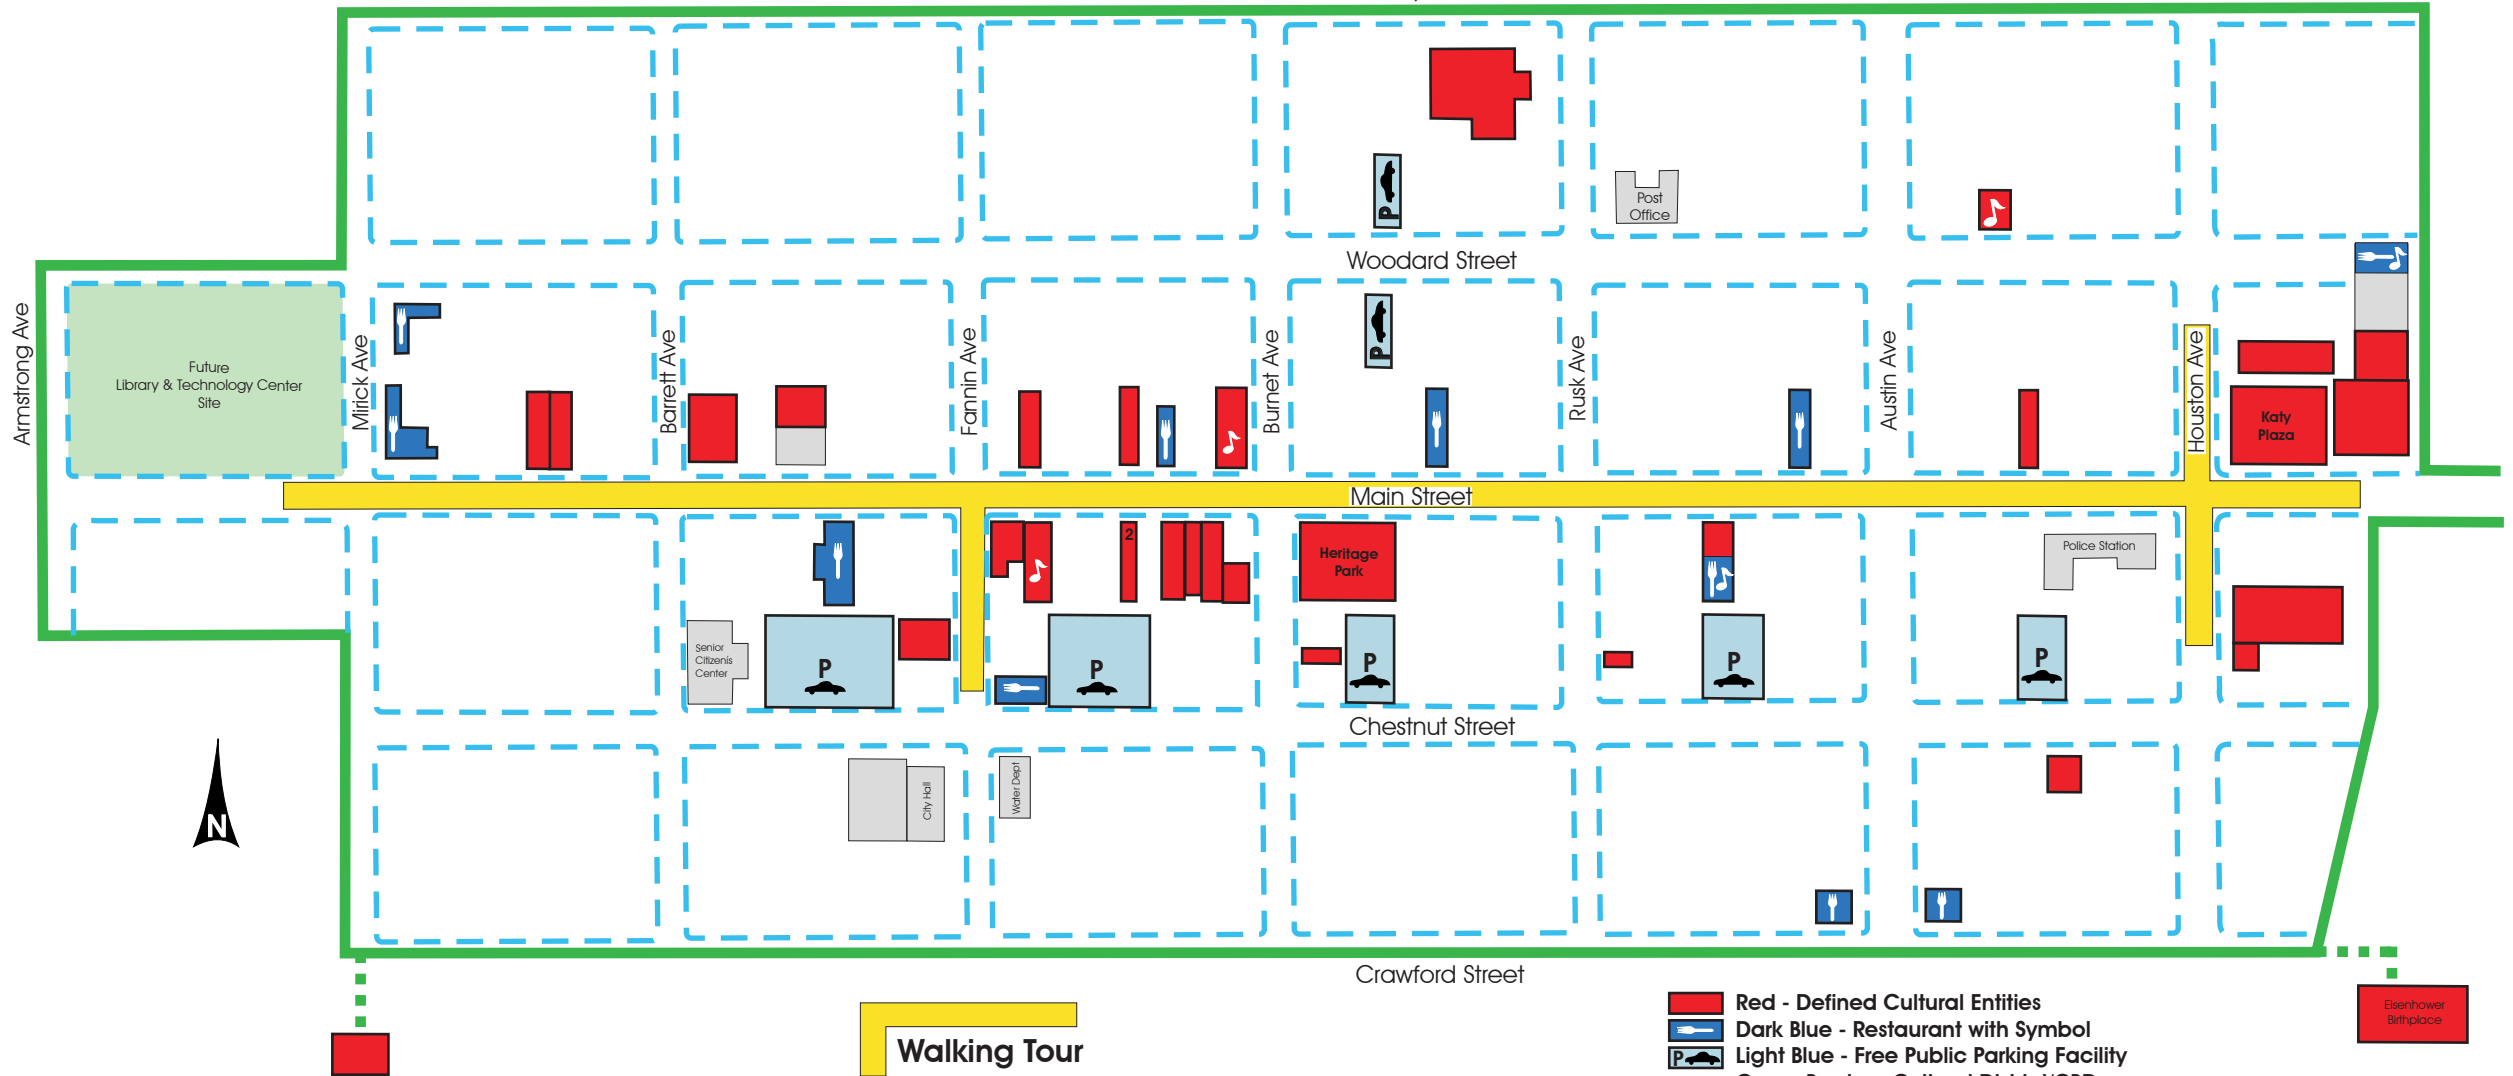 P
Post
Office
Woodard Street
P
Armstrong Ave
Future
Library & Technology Center
Site
Mirick Ave
Barrett Ave
Fannin Ave
Burnet Ave
Rusk Ave
Austin Ave
Houston Ave
Katy
Plaza
Main Street
2
Heritage
Park
Police Station
Senior
Citizenís
Center
P
P
P
P
P
Chestnut Street
City Hall
Water Dept
N
Crawford Street
Walking Tour
Red - Defined Cultural Entities
Dark Blue - Restaurant with Symbol
P
Light Blue - Free Public Parking Facility
Eisenhower
Birthplace